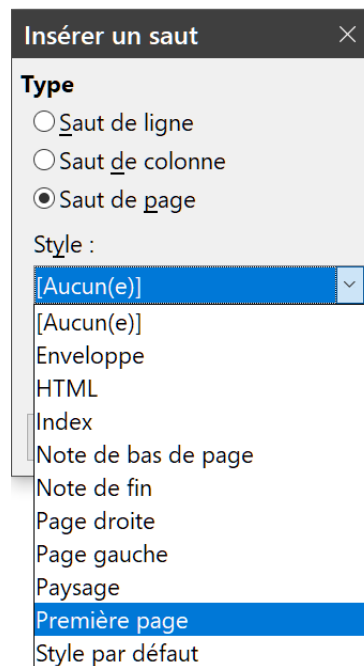 Insérer un saut
Type
Saut de ligne
Saut de colonne
Saut de page
Style :
[Aucun(e)]
[Aucun(e)]
Enveloppe
HTML
Index
Note de bas de page
Note de fin
Page droite
Page gauche
Paysage
Première page
Style par défaut